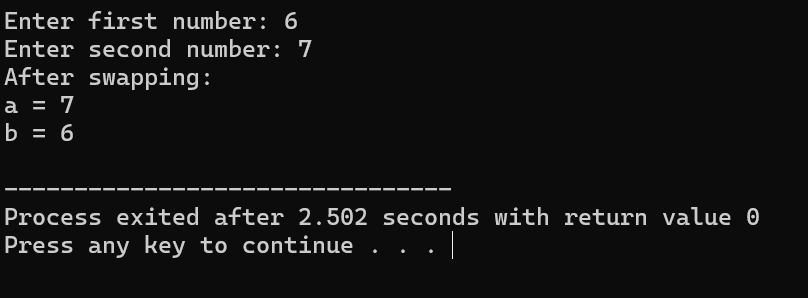 Enter first number: 6
Enter second number: 7
After swapping:
a = 7
b = 6
--------------------------------
Process exited after 2.502 seconds with return value 0
Press any key to continue . . .